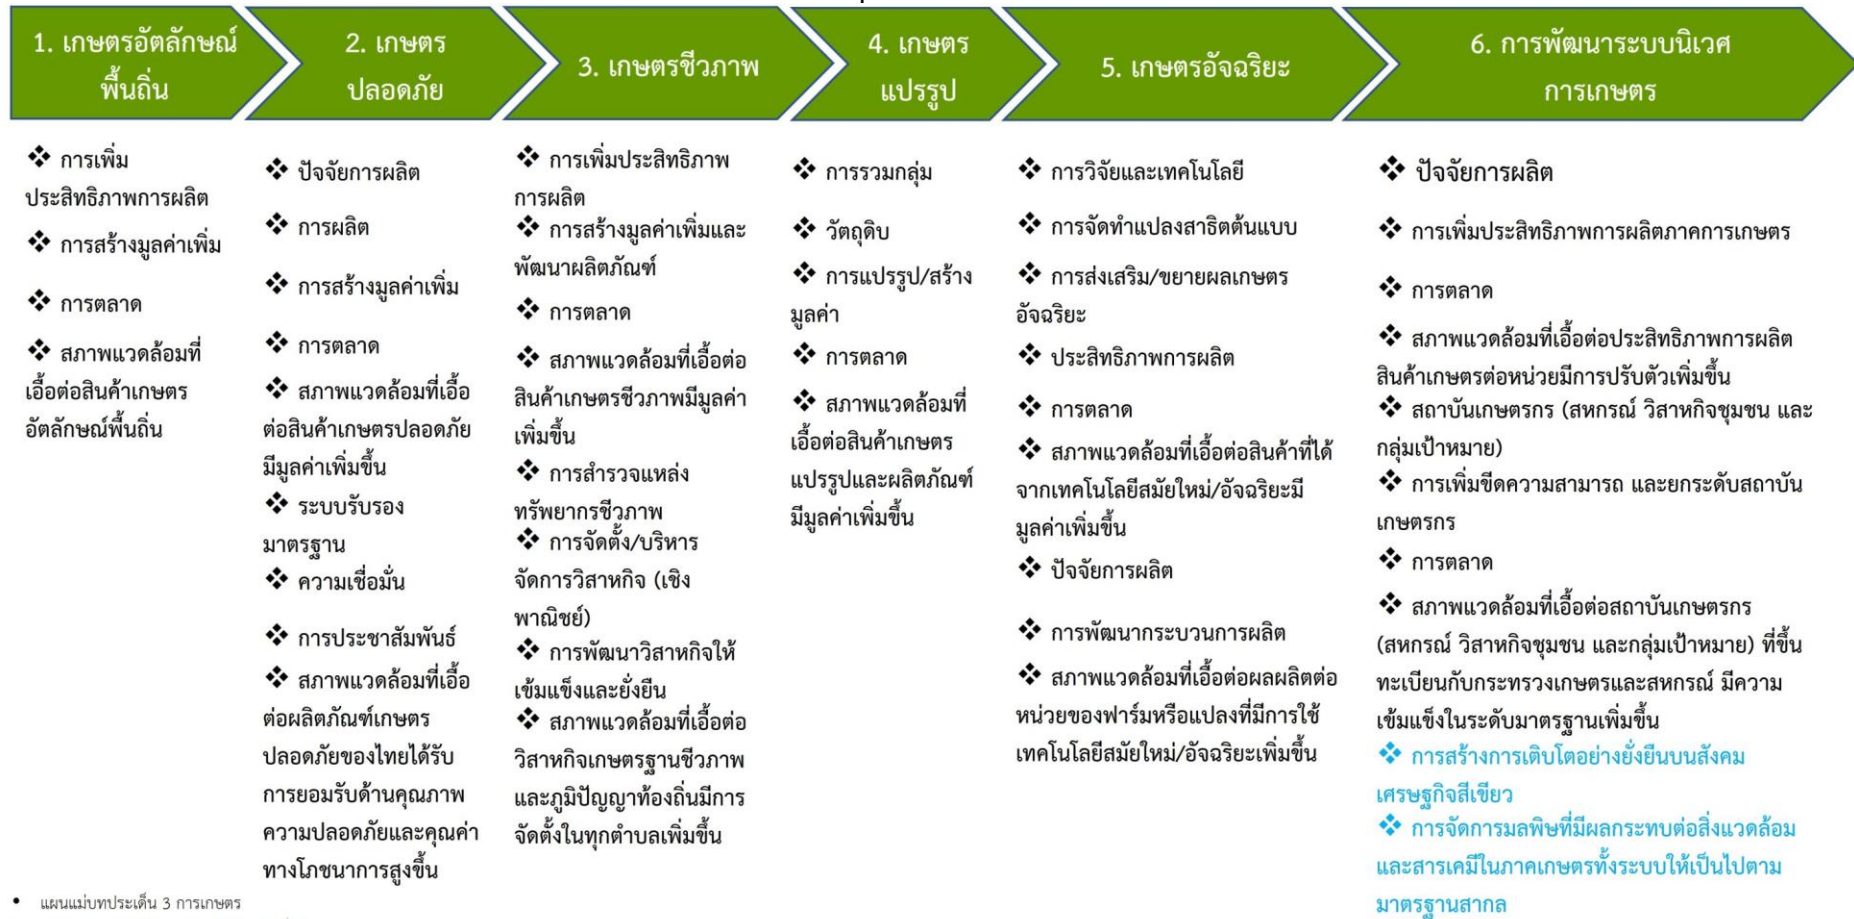 1. เกษตรอัตลักษณ์
พื้นถิ่น
2. เกษตร
ปลอดภัย
3. เกษตรชีวภาพ
4. เกษตร
แปรรูป
5. เกษตรอัจฉริยะ
6. การพัฒนาระบบนิเวศ
การเกษตร
❖ การเพิ่ม
ประสิทธิภาพการผลิต
❖ การสร้างมูลค่าเพิ่ม
❖ การตลาด
❖ สภาพแวดล้อมที่
เอื้อต่อสินค้าเกษตร
อัตลักษณ์พื้นถิ่น
❖ ปัจจัยการผลิต
❖ การผลิต
❖ การสร้างมูลค่าเพิ่ม
❖ การตลาด
❖ สภาพแวดล้อมที่เอื้อ
ต่อสินค้าเกษตรปลอดภัย
มีมูลค่าเพิ่มขึ้น
❖ ระบบรับรอง
มาตรฐาน
❖ ความเชื่อมั่น
❖ การประชาสัมพันธ์
❖ สภาพแวดล้อมที่เอื้อ
ต่อผลิตภัณฑ์เกษตร
ปลอดภัยของไทยได้รับ
การยอมรับด้านคุณภาพ
ความปลอดภัยและคุณค่า
ทางโภชนาการสูงขึ้น
❖ การเพิ่มประสิทธิภาพ
การผลิต
❖ การสร้างมูลค่าเพิ่มและ
พัฒนาผลิตภัณฑ์
❖ การตลาด
❖ สภาพแวดล้อมที่เอื้อต่อ
สินค้าเกษตรชีวภาพมีมูลค่า
เพิ่มขึ้น
❖ การสำรวจแหล่ง
ทรัพยากรชีวภาพ
❖ การจัดตั้ง/บริหาร
จัดการวิสาหกิจ (เชิง
พาณิชย์)
❖ การพัฒนาวิสาหกิจให้
เข้มแข็งและยั่งยืน
❖ สภาพแวดล้อมที่เอื้อต่อ
วิสาหกิจเกษตรฐานชีวภาพ
และภูมิปัญญาท้องถิ่นมีการ
จัดตั้งในทุกตำบลเพิ่มขึ้น
❖ การรวมกลุ่ม
❖ วัตถุดิบ
❖ การแปรรูป/สร้าง
มูลค่า
❖ การตลาด
❖ สภาพแวดล้อมที่
เอื้อต่อสินค้าเกษตร
แปรรูปและผลิตภัณฑ์
มีมูลค่าเพิ่มขึ้น
❖ การวิจัยและเทคโนโลยี
❖ การจัดทำแปลงสาธิตต้นแบบ
❖ การส่งเสริม/ขยายผลเกษตร
อัจฉริยะ
❖ ประสิทธิภาพการผลิต
❖ การตลาด
❖ สภาพแวดล้อมที่เอื้อต่อสินค้าที่ได้
จากเทคโนโลยีสมัยใหม่/อัจฉริยะมี
มูลค่าเพิ่มขึ้น
❖ ปัจจัยการผลิต
❖ การพัฒนากระบวนการผลิต
❖ สภาพแวดล้อมที่เอื้อต่อผลผลิตต่อ
หน่วยของฟาร์มหรือแปลงที่มีการใช้
เทคโนโลยีสมัยใหม่/อัจฉริยะเพิ่มขึ้น
❖ ปัจจัยการผลิต
❖ การเพิ่มประสิทธิภาพการผลิตภาคการเกษตร
❖ การตลาด
❖ สภาพแวดล้อมที่เอื้อต่อประสิทธิภาพการผลิต
สินค้าเกษตรต่อหน่วยมีการปรับตัวเพิ่มขึ้น
❖ สถาบันเกษตรกร (สหกรณ์ วิสาหกิจชุมชน และ
กลุ่มเป้าหมาย)
❖ การเพิ่มขีดความสามารถ และยกระดับสถาบัน
เกษตรกร
❖ การตลาด
❖ สภาพแวดล้อมที่เอื้อต่อสถาบันเกษตรกร
(สหกรณ์ วิสาหกิจชุมชน และกลุ่มเป้าหมาย) ที่ขึ้น
ทะเบียนกับกระทรวงเกษตรและสหกรณ์ มีความ
เข้มแข็งในระดับมาตรฐานเพิ่มขึ้น
❖ การสร้างการเติบโตอย่างยั่งยืนบนสังคม
เศรษฐกิจสีเขียว
❖ การจัดการมลพิษที่มีผลกระทบต่อสิ่งแวดล้อม
และสารเคมีในภาคเกษตรทั้งระบบให้เป็นไปตาม
มาตรฐานสากล
• แผนแม่บทประเด็น 3 การเกษตร